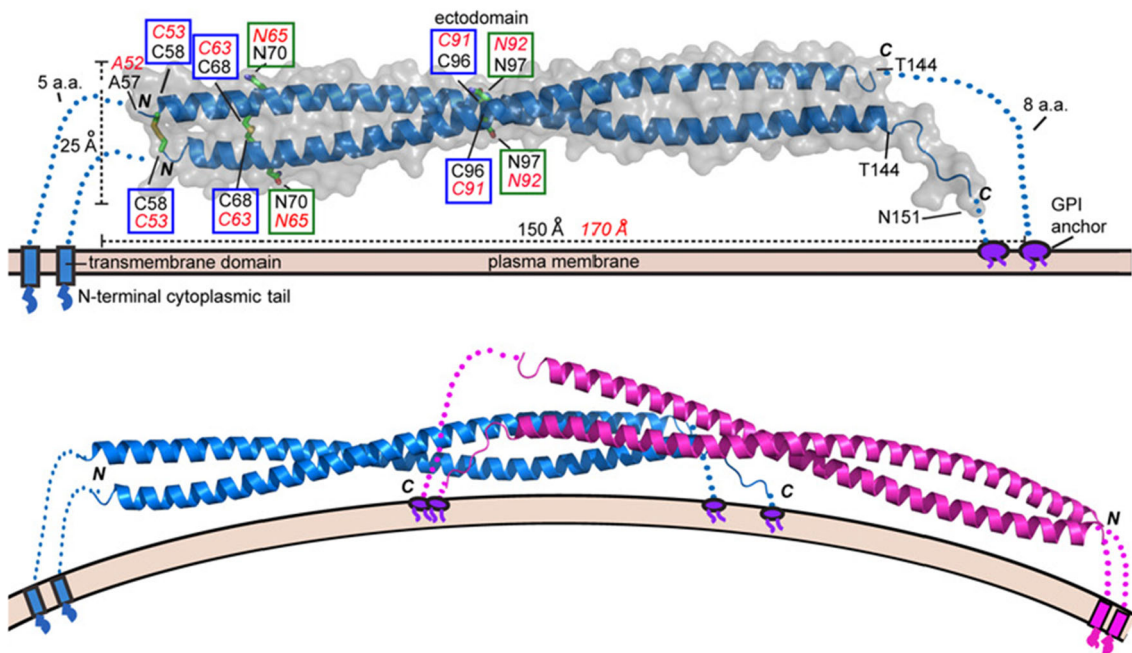 ectodomain
C53
C58
C63
C68
N65
N70
C91
C96
N92
N97
A52
A57
N
N
C
T144
5 a.a.
8 a.a.
25 Å
C58
C53
C68
C63
N70
N65
C96
C91
N97
N92
T144
C
N151
GPI
anchor
150 Å 170 Å
transmembrane domain
plasma membrane
N-terminal cytoplasmic tail
N
C
C
N